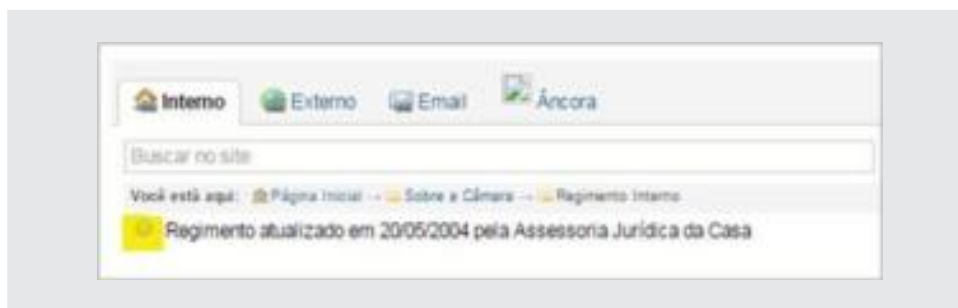 Interno Externo Email Âncora
Buscar no site
Você está aqui: Página Inicial → Sobre a Câmara → Regimento Interno
Regimento atualizado em 20/05/2004 pela Assessoria Jurídica da Casa